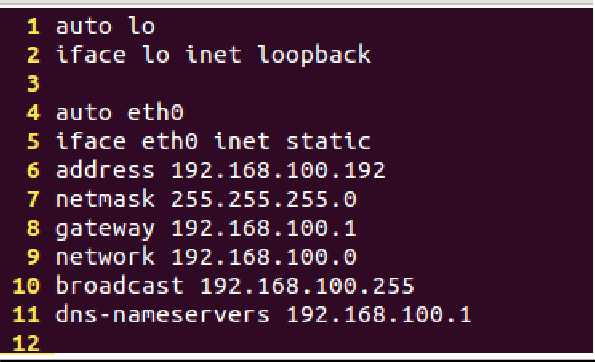 1 auto lo
2 iface lo inet loopback
3
4 auto eth0
5 iface eth0 inet static
6 address 192.168.100.192
7 netmask 255.255.255.0
8 gateway 192.168.100.1
9 network 192.168.100.0
10 broadcast 192.168.100.255
11 dns-nameservers 192.168.100.1
12